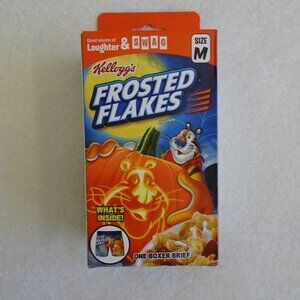 Good source of
Laughter & SWAG
SIZE
M
Kellogg's
FROSTED
FLAKES
WHAT'S
INSIDE!
ONE BOXER BRIEF